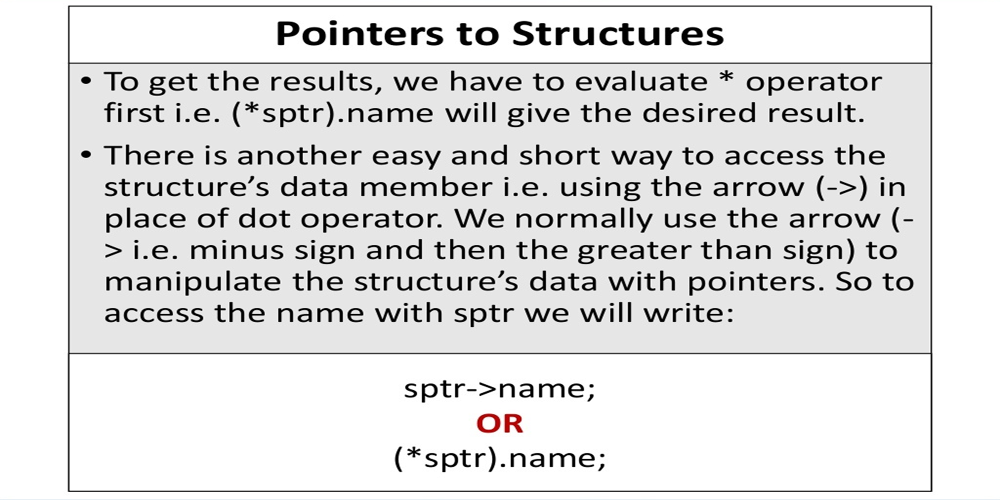 Pointers to Structures
• To get the results, we have to evaluate * operator
first i.e. (*sptr).name will give the desired result.
• There is another easy and short way to access the
structure’s data member i.e. using the arrow (->) in
place of dot operator. We normally use the arrow (-
> i.e. minus sign and then the greater than sign) to
manipulate the structure’s data with pointers. So to
access the name with sptr we will write:
sptr->name;
OR
(*sptr).name;